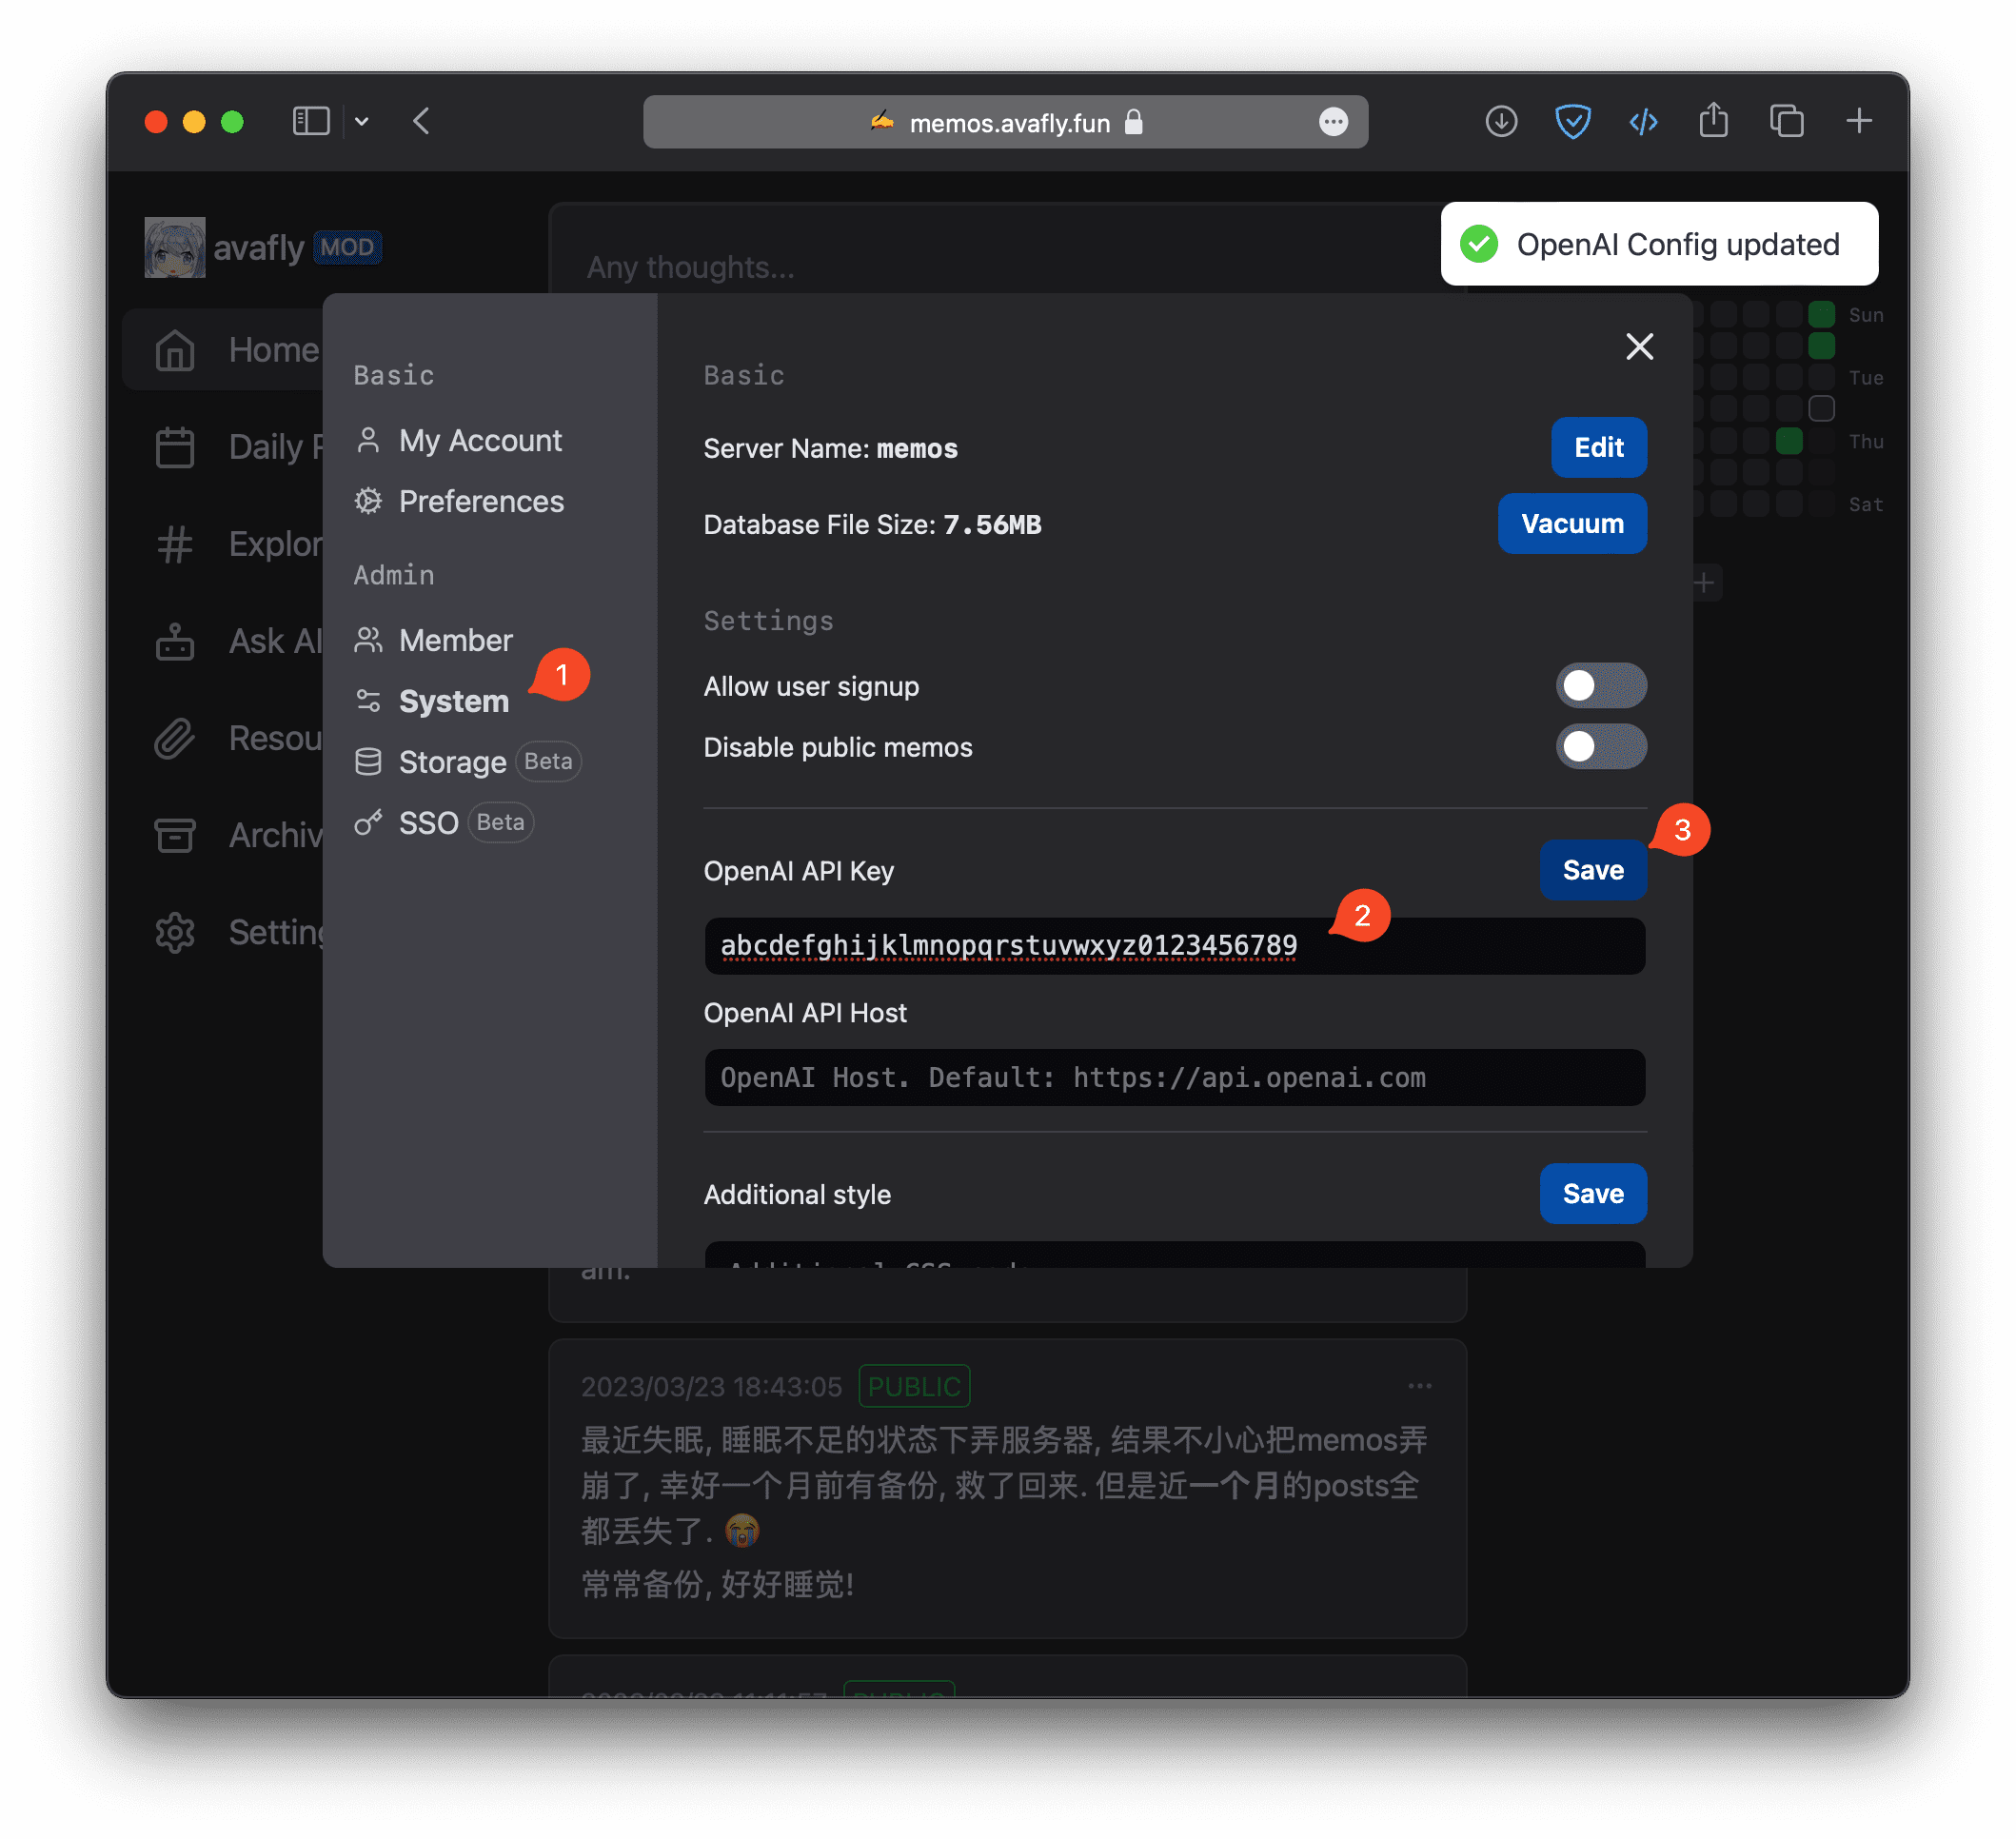 memos.avafly.fun
avafly MOD
Any thoughts...
OpenAI Config updated
Home
Daily
Ask AI
Sun
Tue
Thu
Sat
Basic
My Account
Preferences
Admin
Member
System
1
Storage Beta
SSO Beta
Basic
Server Name: memos
Edit
Database File Size: 7.56MB
Vacuum
Settings
Allow user signup
Disable public memos
3
OpenAI API Key
Save
2
abcdefghijklmnopqrstuvwxyz0123456789
OpenAI API Host
OpenAI Host. Default: https://api.openai.com
Additional style
Save
am.
2023/03/23 18:43:05 PUBLIC
最近失眠, 睡眠不足的状态下弄服务器, 结果不小心把memos弄
崩了, 幸好一个月前有备份, 救了回来. 但是近一个月的posts全
都丢失了. 😭
常常备份, 好好睡觉!